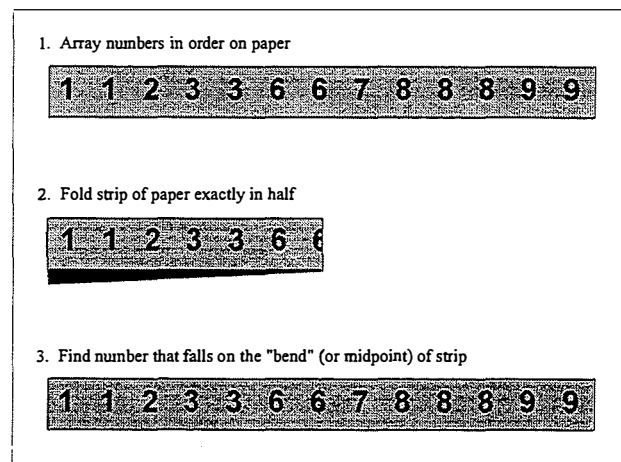 1. Array numbers in order on paper
1 1 2 3 3 6 6 7 8 8 8 9 9
2. Fold strip of paper exactly in half
1 1 2 3 3 6 6
3. Find number that falls on the "bend" (or midpoint) of strip
1 1 2 3 3 6 6 7 8 8 8 9 9